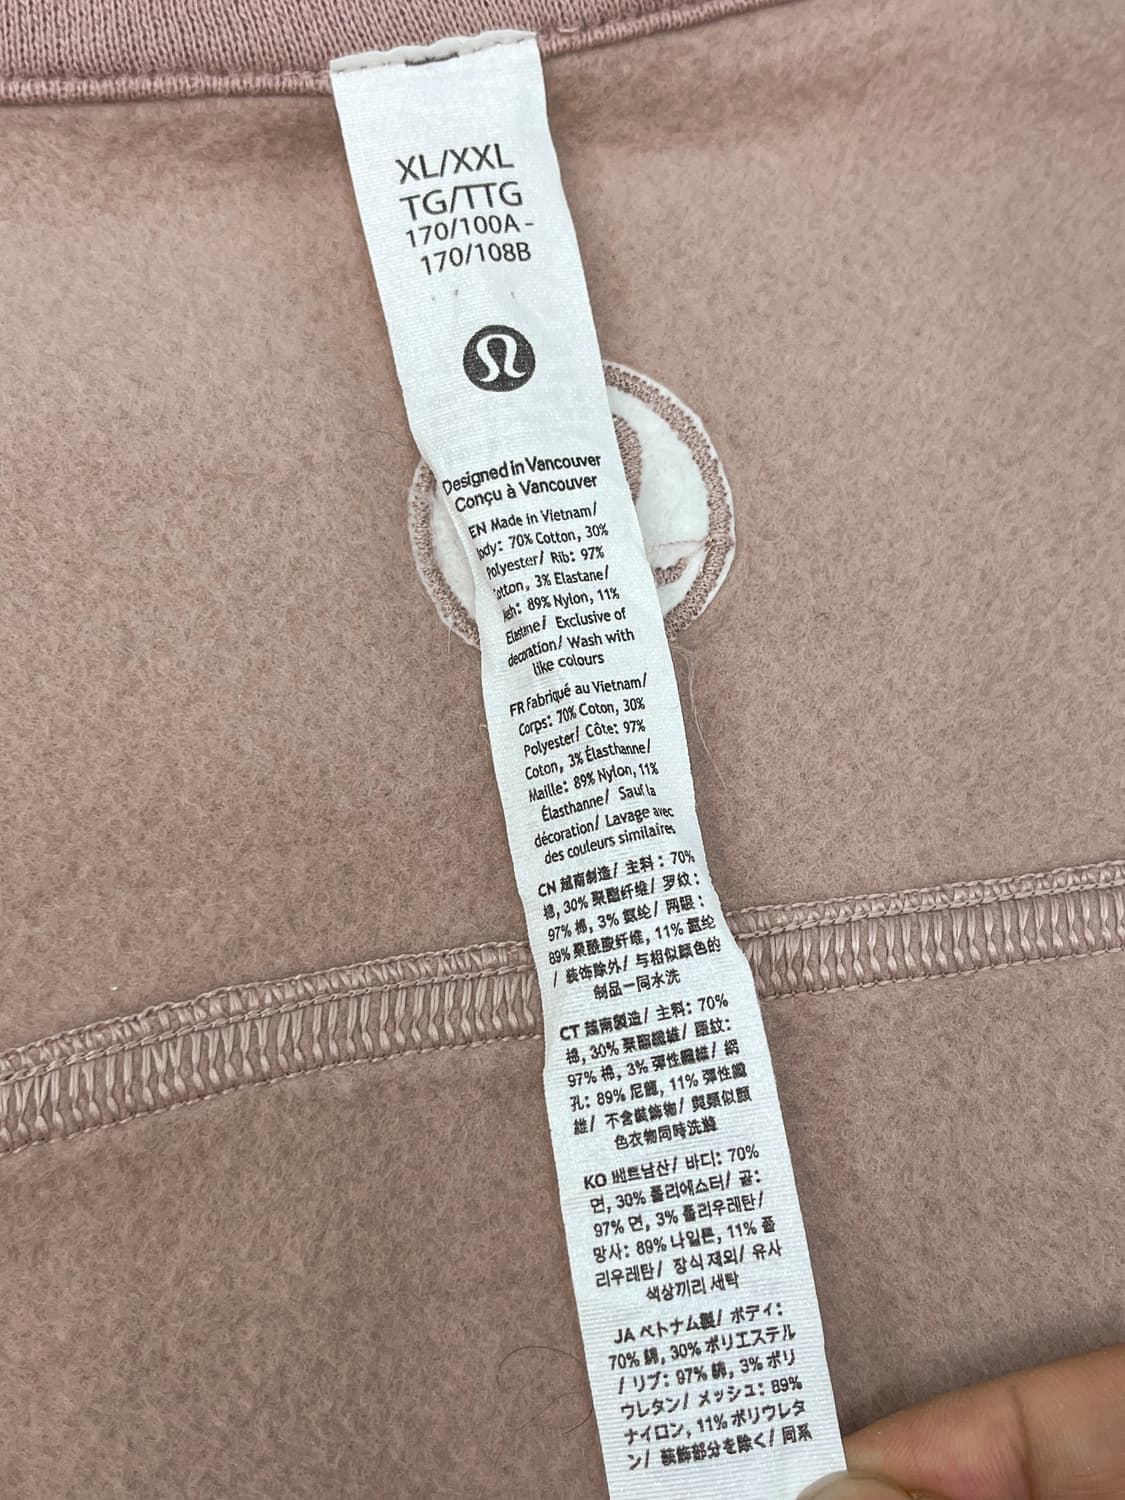 XL/XXL
TG/TTG
170/100A -
170/108B
Designed in Vancouver
Conçu à Vancouver
EN Made in Vietnam/
ody: 70% Cotton, 30%
Polyester/ Rib: 97%
otton, 3% Elastane/
esh: 89% Nylon, 11%
Elastane/ Exclusive of
decoration/ Wash with
like colours
FR Fabriqué au Vietnam/
Corps: 70% Coton, 30%
Polyester/ Côte: 97%
Coton, 3% Élasthanne/
Maille: 89% Nylon, 11%
Élasthanne/ Sauf la
décoration/ Lavage avec
des couleurs similaires
CN 越南制造/ 主料: 70%
棉, 30% 聚酯纤维/ 罗纹:
97% 棉, 3% 氨纶/ 网眼:
89% 聚酰胺纤维, 11% 氨纶
/ 装饰除外/ 与相似颜色的
制品一同水洗
CT 越南製造/ 主料: 70%
棉, 30% 聚酯纖維/ 羅紋:
97% 棉, 3% 彈性纖維/ 網
孔: 89% 尼龍, 11% 彈性纖
維/ 不含裝飾物/ 與類似顏
色衣物同時洗滌
KO 베트남산/ 바디: 70%
면, 30% 폴리에스터/ 골:
97% 면, 3% 폴리우레탄/
망사: 89% 나일론, 11% 폴
리우레탄/ 장식 제외/ 유사
색상끼리 세탁
JA ベトナム製/ ボディ:
70% 綿, 30% ポリエステル
/ リブ: 97% 綿, 3% ポリ
ウレタン/ メッシュ: 89%
ナイロン, 11% ポリウレタ
ン/ 装飾部分を除く/ 同系